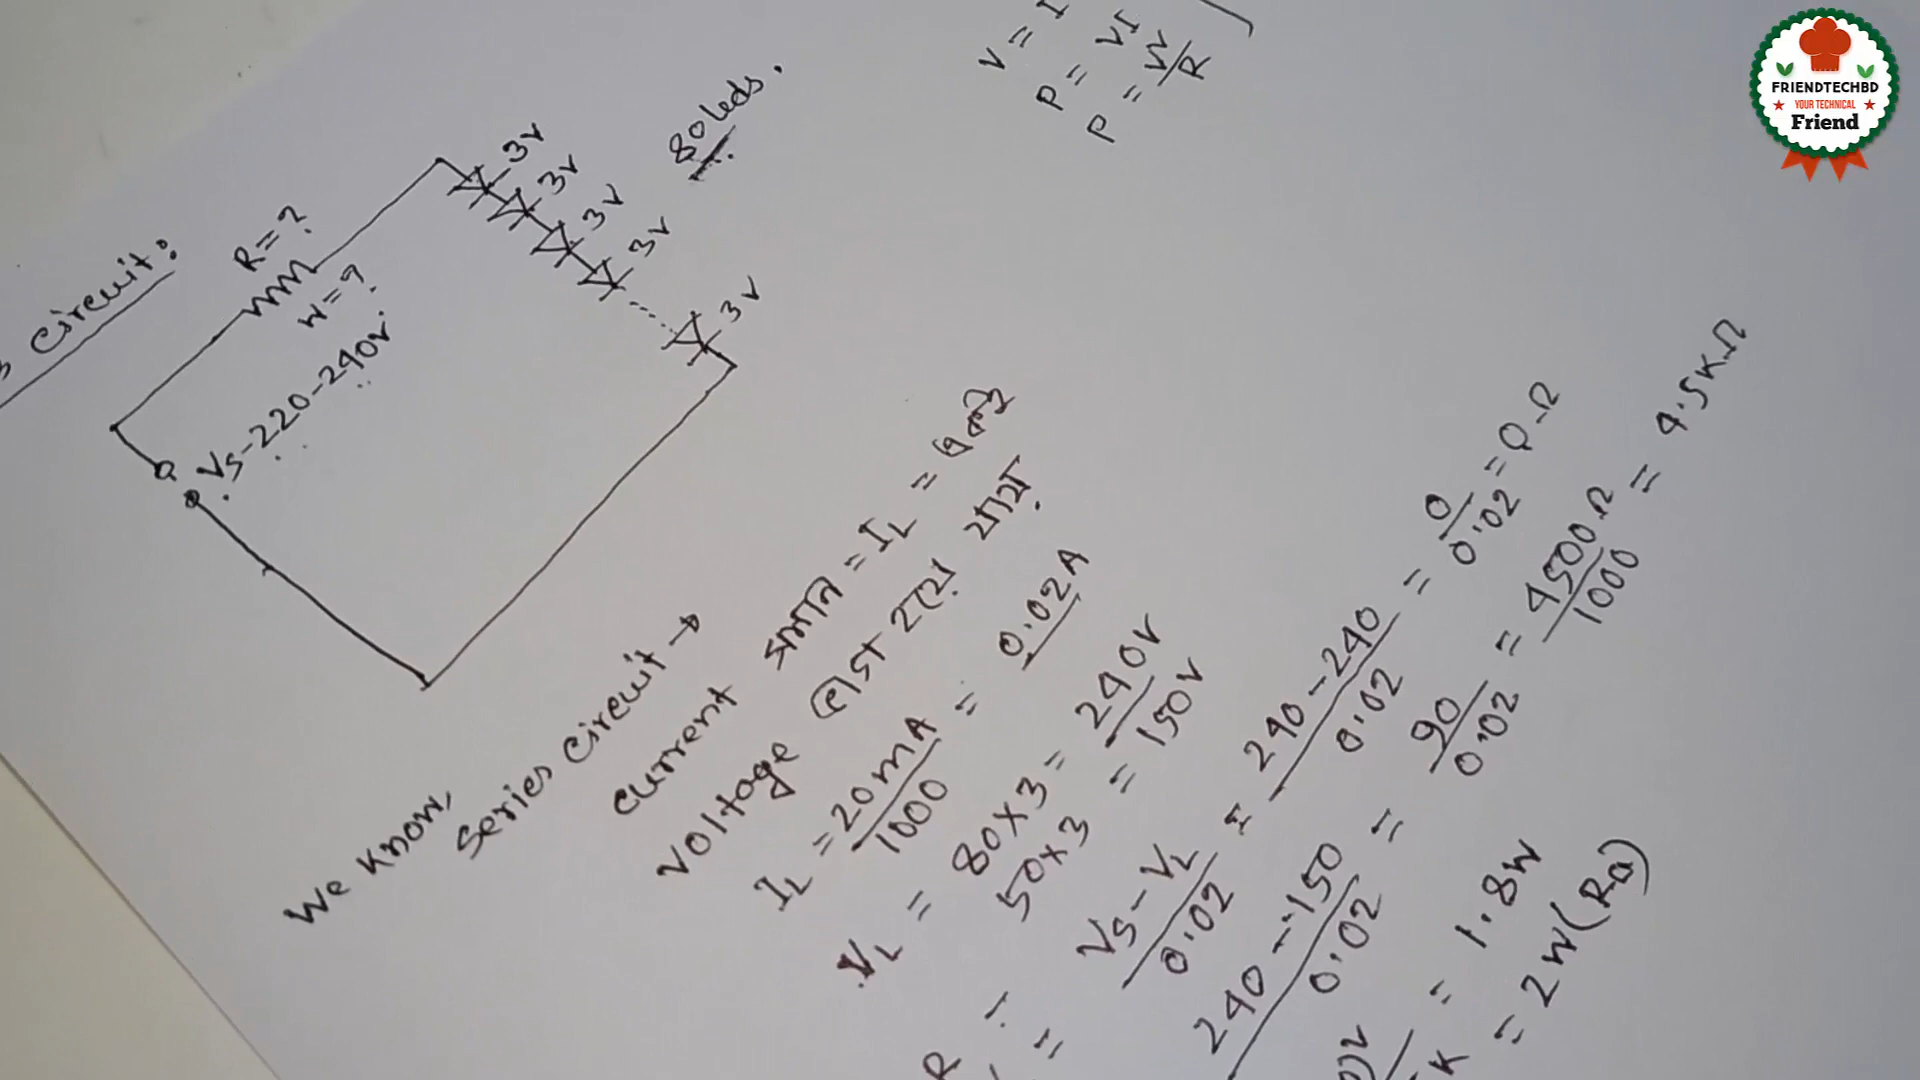 Circuit:
R=?
W=?
Vs-220-240v
3v
3v
3v
3v
3v
80 leds.
V = I
P = VI
P =
R
We know,
Series Circuit →
Current সমান = IL =
Voltage ভাগ হয়ে যায়.
IL = 20mA/1000 = 0.02A
VL = 80×3 = 240v
50×3 = 150v
R = Vs-VL/0.02 = 240-240/0.02 = 0/0.02 = 0Ω
= 240-150/0.02 = 90/0.02 = 4500Ω/1000 = 4.5KΩ
= 1.8W
= 2W(Ra)
FRIENDTECHBD
YOUR TECHNICAL
Friend